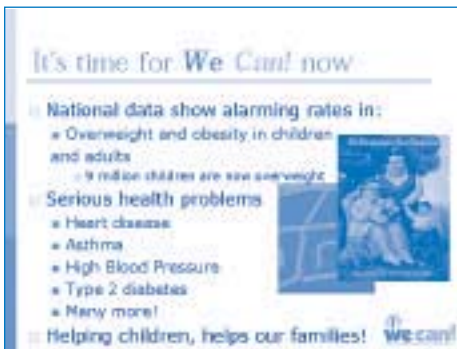 It's time for We Can! now
National data show alarming rates in:
Overweight and obesity in children
and adults
9 million children are now overweight
Serious health problems
Heart disease
Asthma
High Blood Pressure
Type 2 diabetes
Many more!
Helping children, helps our families!
we can!